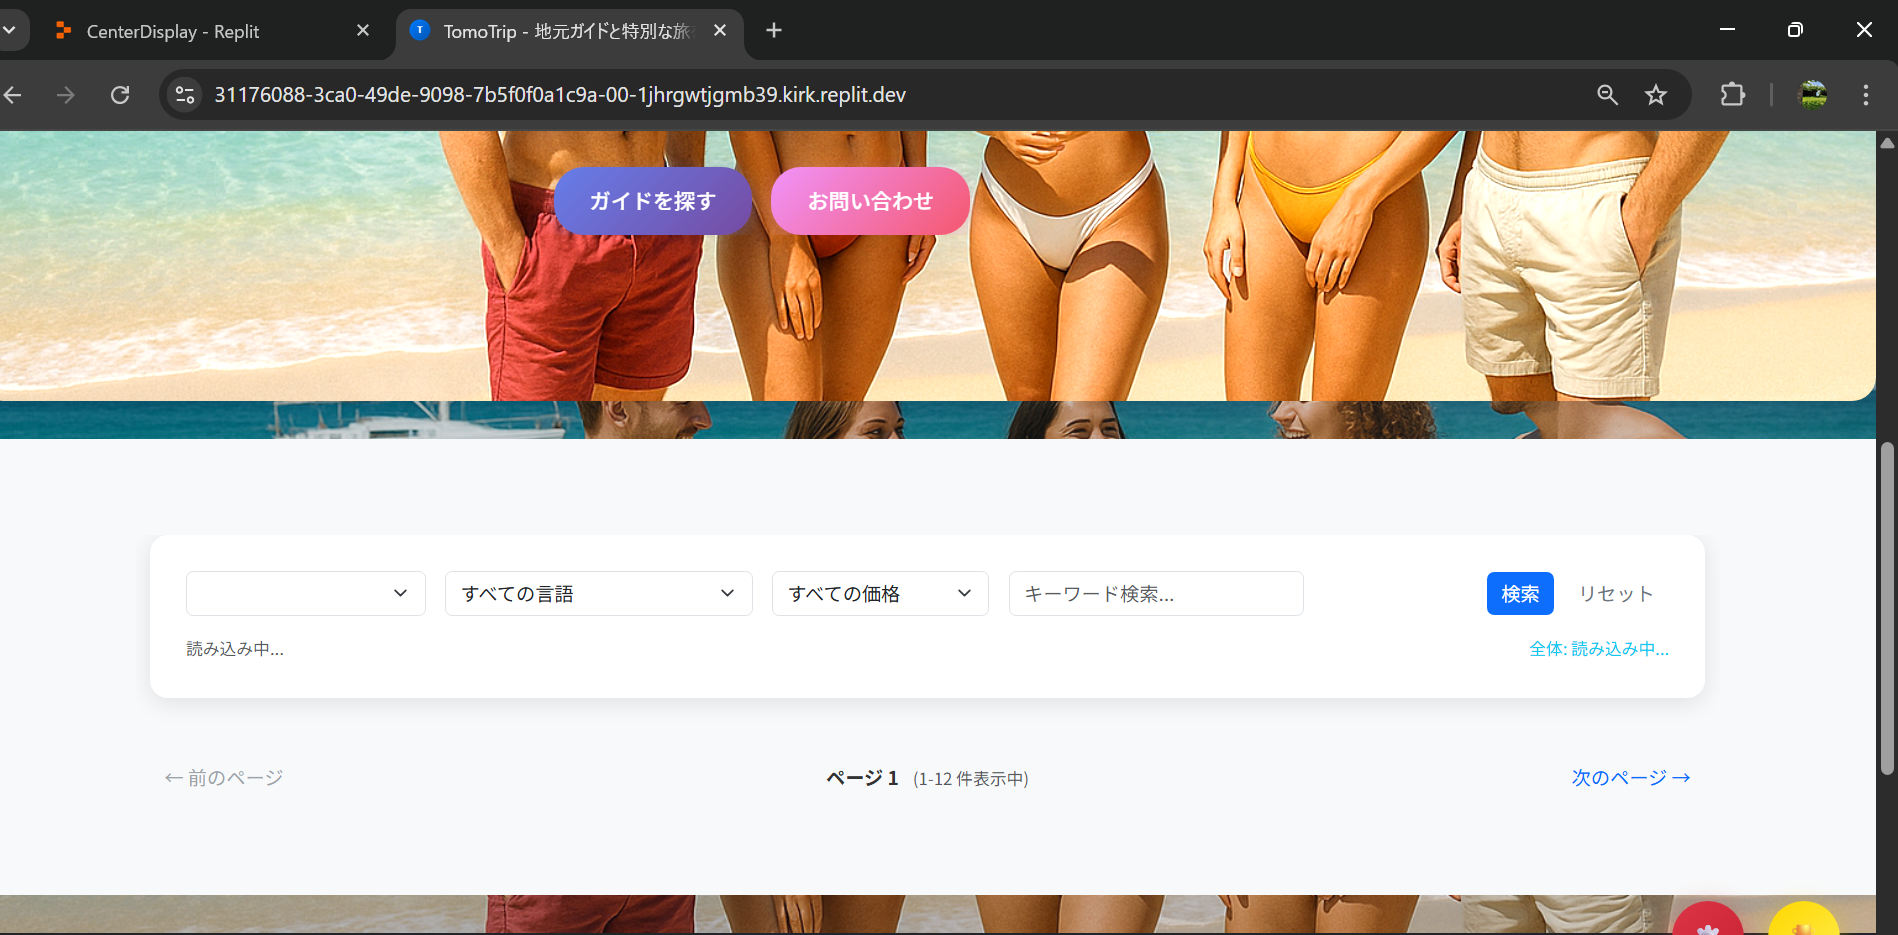 CenterDisplay - Replit
TomoTrip - 地元ガイドと特別な旅
31176088-3ca0-49de-9098-7b5f0f0a1c9a-00-1jhrgwtjgmb39.kirk.replit.dev
ガイドを探す お問い合わせ
すべての言語 すべての価格 キーワード検索... 検索 リセット
読み込み中... 全体: 読み込み中...
← 前のページ ページ 1 (1-12 件表示中) 次のページ →